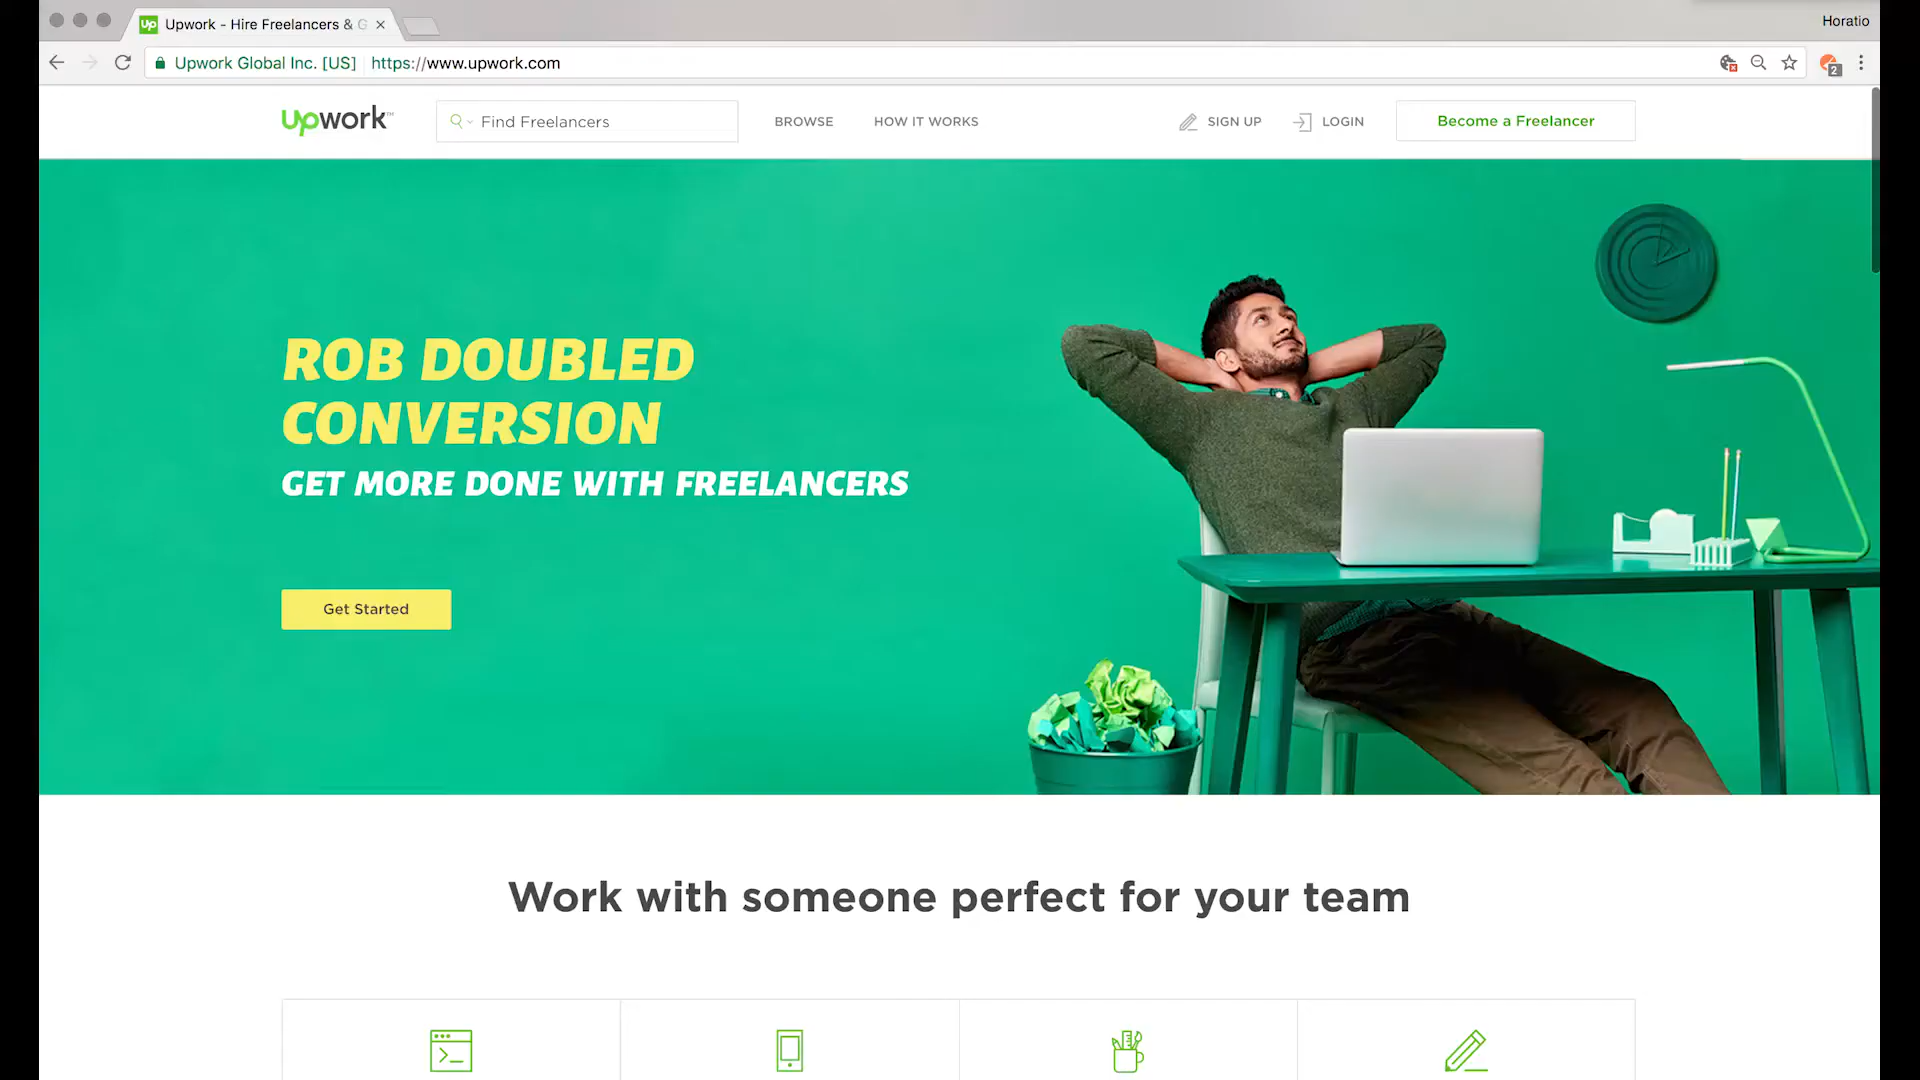 Upwork - Hire Freelancers & G
Horatio
Upwork Global Inc. [US] https://www.upwork.com
2
upwork
Find Freelancers
BROWSE
HOW IT WORKS
SIGN UP
LOGIN
Become a Freelancer
ROB DOUBLED
CONVERSION
GET MORE DONE WITH FREELANCERS
Get Started
Work with someone perfect for your team